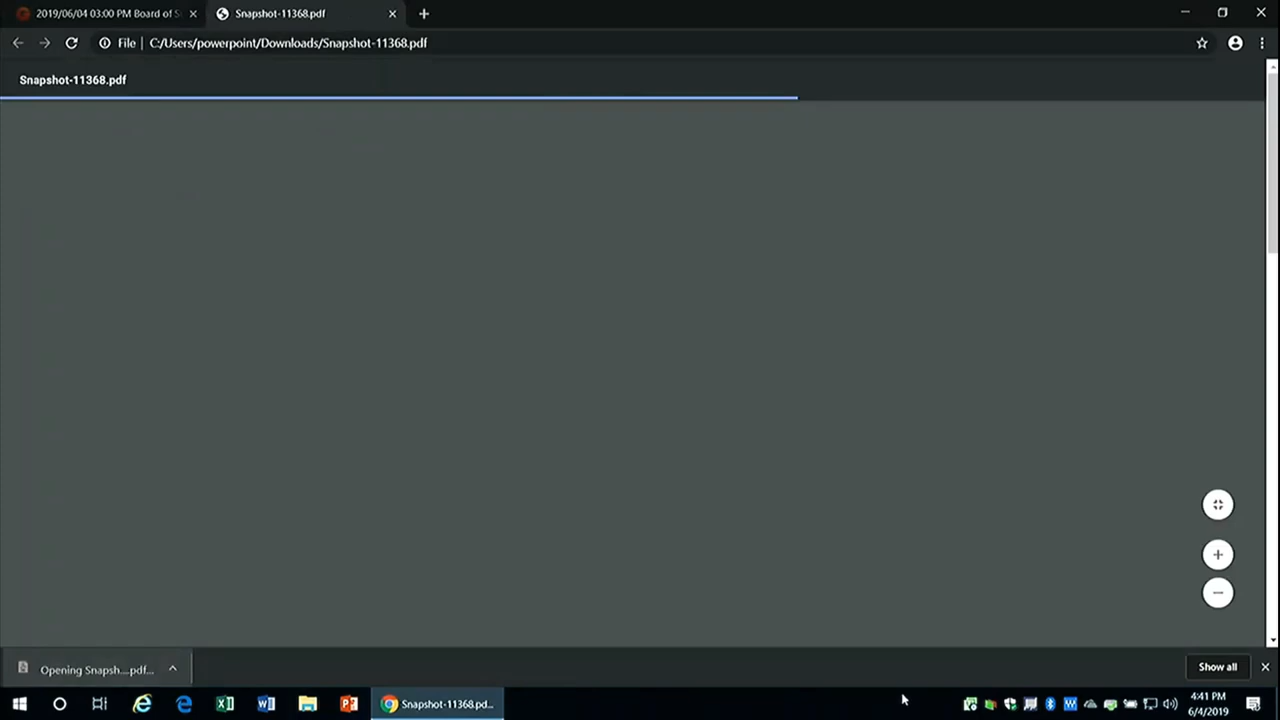 2019/06/04 03:00 PM Board of S
Snapshot-11368.pdf
File
C:/Users/powerpoint/Downloads/Snapshot-11368.pdf
Snapshot-11368.pdf
Opening Snapsh....pdf...
Show all
Snapshot-11368.pd...
4:41 PM
6/4/2019